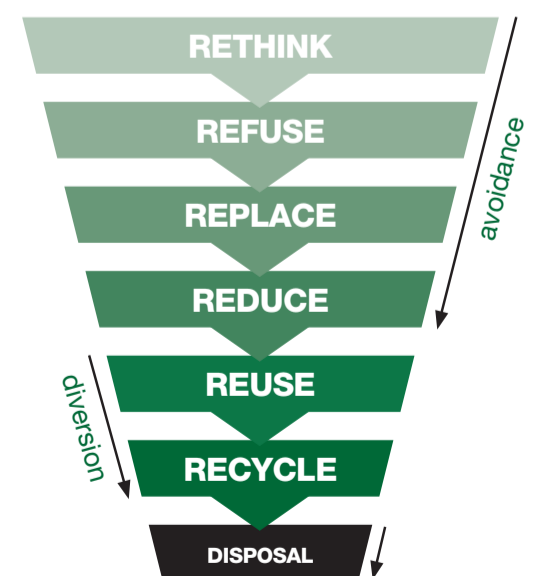 RETHINK
REFUSE
avoidance
REPLACE
REDUCE
REUSE
diversion
RECYCLE
DISPOSAL